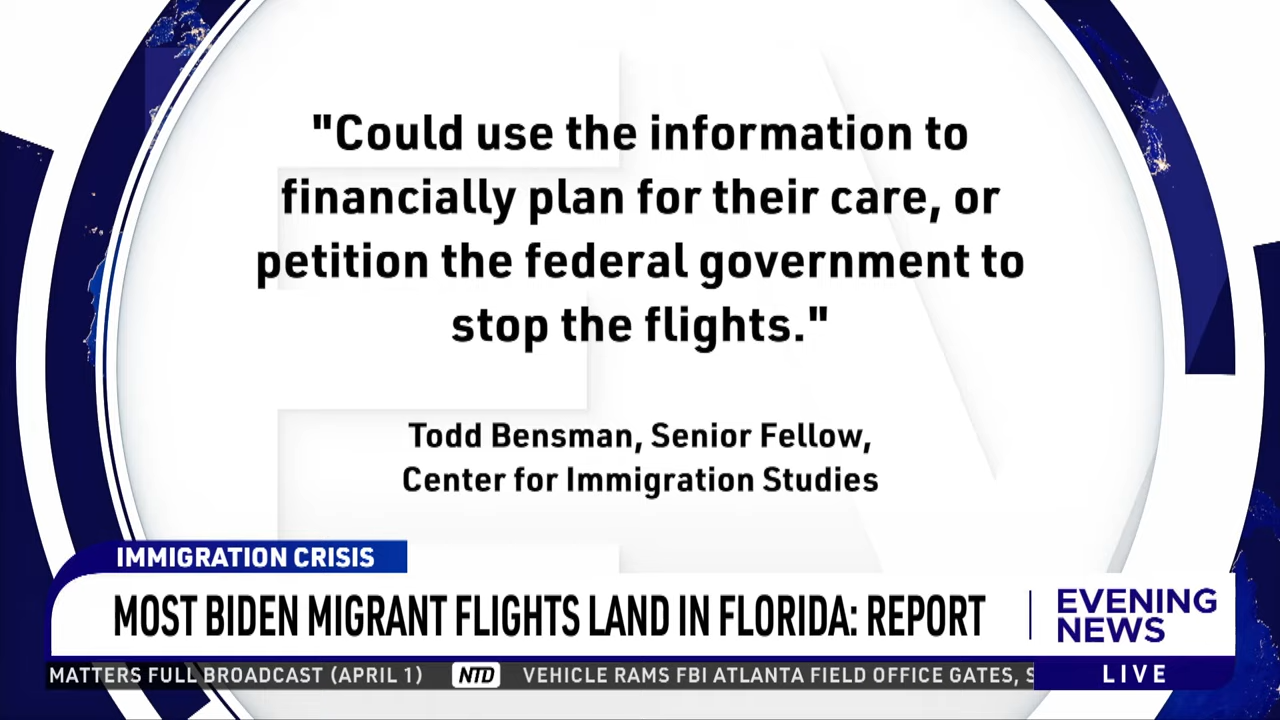 "Could use the information to
financially plan for their care, or
petition the federal government to
stop the flights."
Todd Bensman, Senior Fellow,
Center for Immigration Studies
IMMIGRATION CRISIS
MOST BIDEN MIGRANT FLIGHTS LAND IN FLORIDA: REPORT
EVENING
NEWS
MATTERS FULL BROADCAST (APRIL 1) NTD VEHICLE RAMS FBI ATLANTA FIELD OFFICE GATES,
LIVE